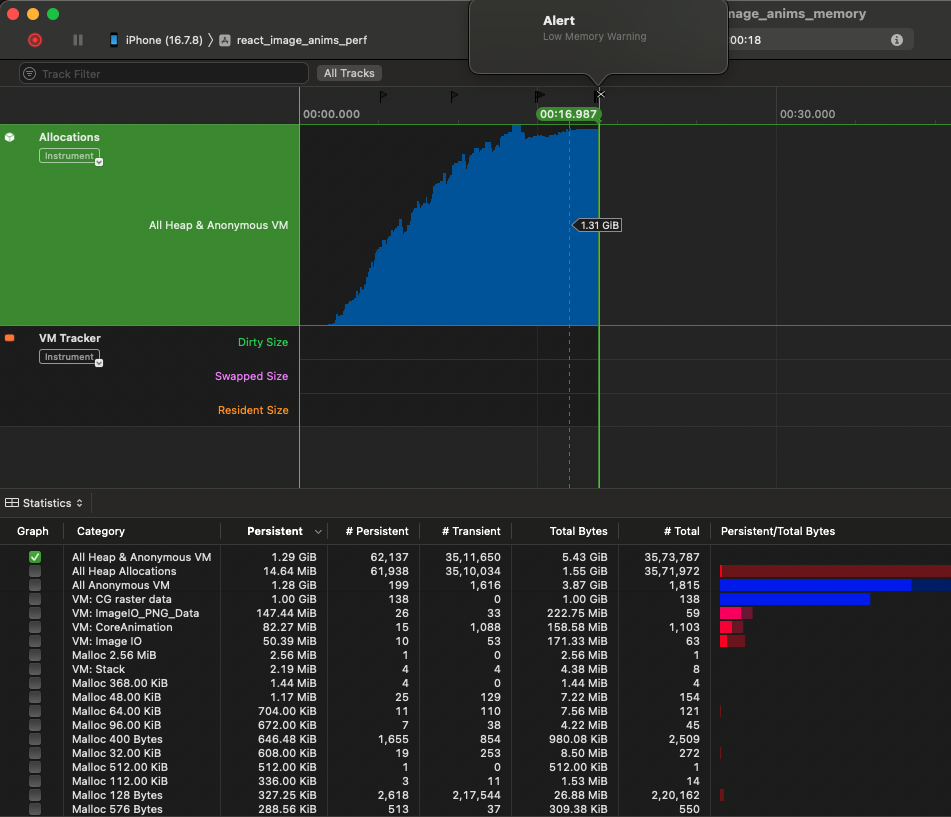 Alert
Low Memory Warning
mage_anims_memory
iPhone (16.7.8) 〉 react_image_anims_perf
00:18
Track Filter
All Tracks
00:00.000
00:16.987
00:30.000
Allocations
Instrument
All Heap & Anonymous VM
1.31 GiB
VM Tracker
Instrument
Dirty Size
Swapped Size
Resident Size
Statistics
Graph Category Persistent # Persistent # Transient Total Bytes # Total Persistent/Total Bytes
All Heap & Anonymous VM 1.29 GiB 62,137 35,11,650 5.43 GiB 35,73,787
All Heap Allocations 14.64 MiB 61,938 35,10,034 1.55 GiB 35,71,972
All Anonymous VM 1.28 GiB 199 1,616 3.87 GiB 1,815
VM: CG raster data 1.00 GiB 138 0 1.00 GiB 138
VM: ImageIO_PNG_Data 147.44 MiB 26 33 222.75 MiB 59
VM: CoreAnimation 82.27 MiB 15 1,088 158.58 MiB 1,103
VM: Image IO 50.39 MiB 10 53 171.33 MiB 63
Malloc 2.56 MiB 2.56 MiB 1 0 2.56 MiB 1
VM: Stack 2.19 MiB 4 4 4.38 MiB 8
Malloc 368.00 KiB 1.44 MiB 4 0 1.44 MiB 4
Malloc 48.00 KiB 1.17 MiB 25 129 7.22 MiB 154
Malloc 64.00 KiB 704.00 KiB 11 110 7.56 MiB 121
Malloc 96.00 KiB 672.00 KiB 7 38 4.22 MiB 45
Malloc 400 Bytes 646.48 KiB 1,655 854 980.08 KiB 2,509
Malloc 32.00 KiB 608.00 KiB 19 253 8.50 MiB 272
Malloc 512.00 KiB 512.00 KiB 1 0 512.00 KiB 1
Malloc 112.00 KiB 336.00 KiB 3 11 1.53 MiB 14
Malloc 128 Bytes 327.25 KiB 2,618 2,17,544 26.88 MiB 2,20,162
Malloc 576 Bytes 288.56 KiB 513 37 309.38 KiB 550